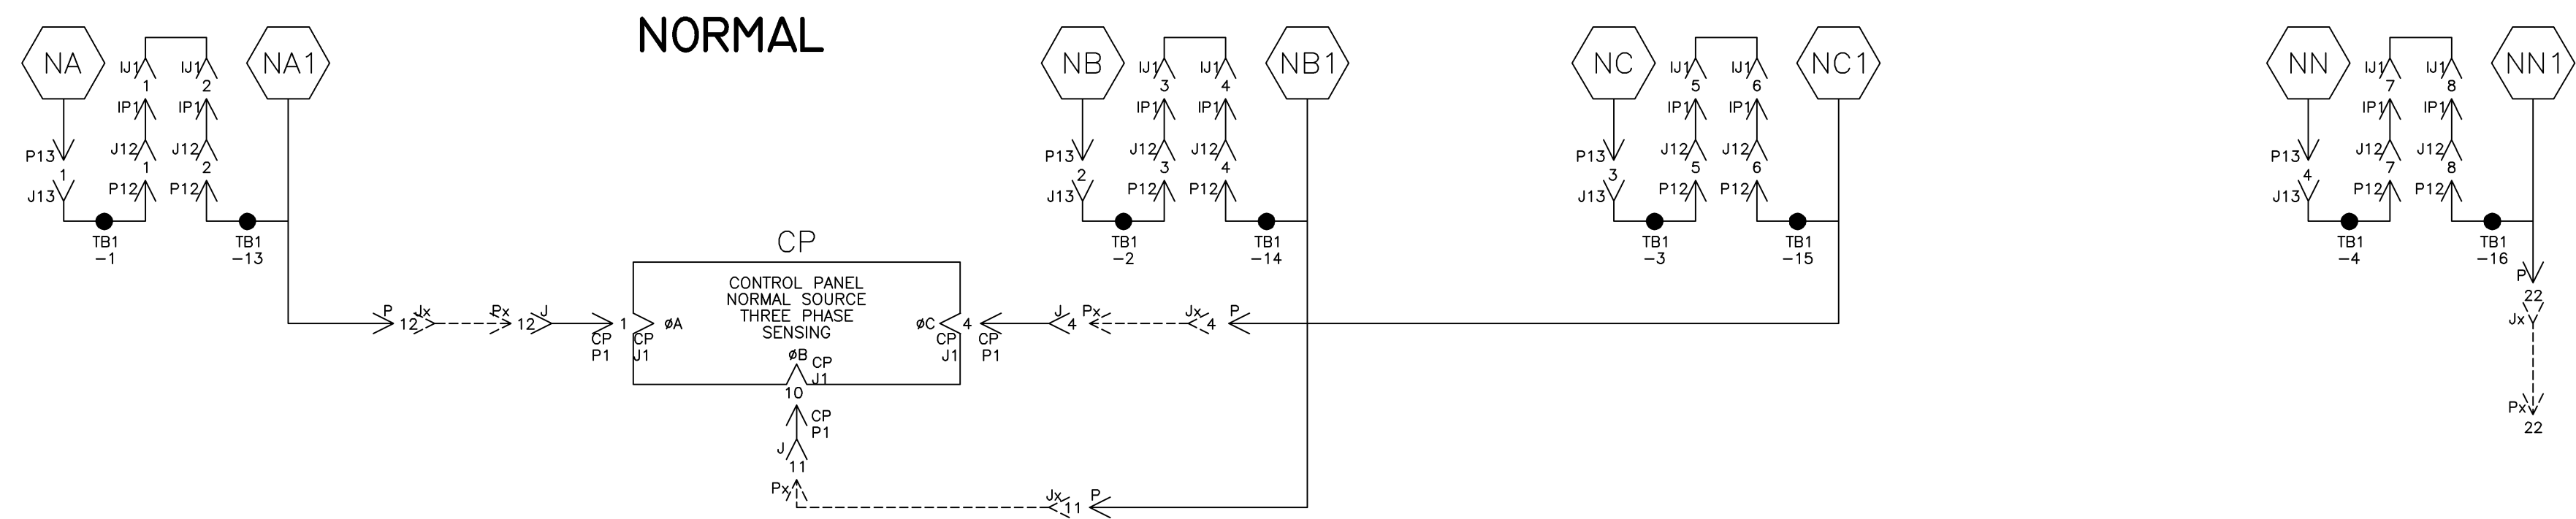 NORMAL
NA
IJ1
IJ1
NA1
1
2
IP1
IP1
P13
J12
J12
1
1
2
J13
P12
P12
TB1
-1
TB1
-13
NB
IJ1
IJ1
NB1
3
4
IP1
IP1
P13
J12
J12
2
3
4
J13
P12
P12
TB1
-2
TB1
-14
NC
IJ1
IJ1
NC1
5
6
IP1
IP1
P13
J12
J12
3
5
6
J13
P12
P12
TB1
-3
TB1
-15
NN
IJ1
IJ1
NN1
7
8
IP1
IP1
P13
J12
J12
4
7
8
J13
P12
P12
TB1
-4
TB1
-16
P
22
Jx
Px
22
CP
CONTROL PANEL
NORMAL SOURCE
THREE PHASE
SENSING
P
12
Jx
Px
12
J
1
øA
CP
P1
CP
J1
øC
4
CP
J1
CP
P1
J
4
Px
Jx
4
P
øB
CP
J1
10
CP
P1
J
11
Px
Jx
11
P